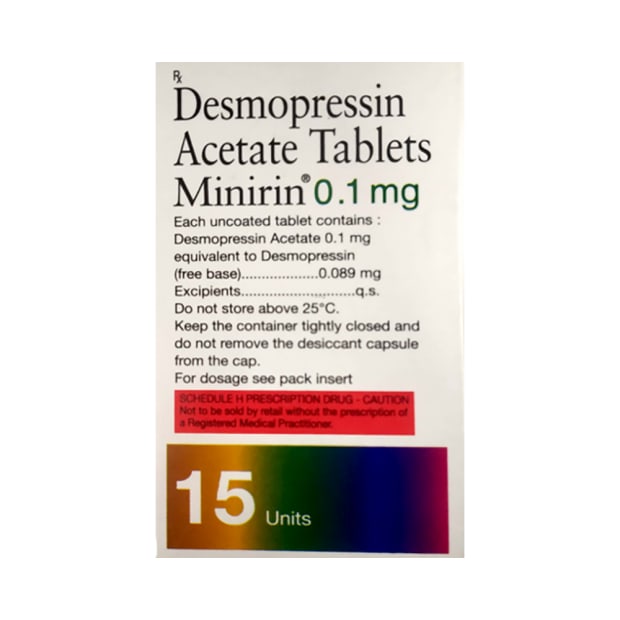 Rx
Desmopressin
Acetate Tablets
Minirin® 0.1 mg
Each uncoated tablet contains :
Desmopressin Acetate 0.1 mg
equivalent to Desmopressin
(free base)...................0.089 mg
Excipients............................q.s.
Do not store above 25°C.
Keep the container tightly closed and
do not remove the desiccant capsule
from the cap.
For dosage see pack insert
SCHEDULE H PRESCRIPTION DRUG - CAUTION
Not to be sold by retail without the prescription of
a Registered Medical Practitioner.
15 Units